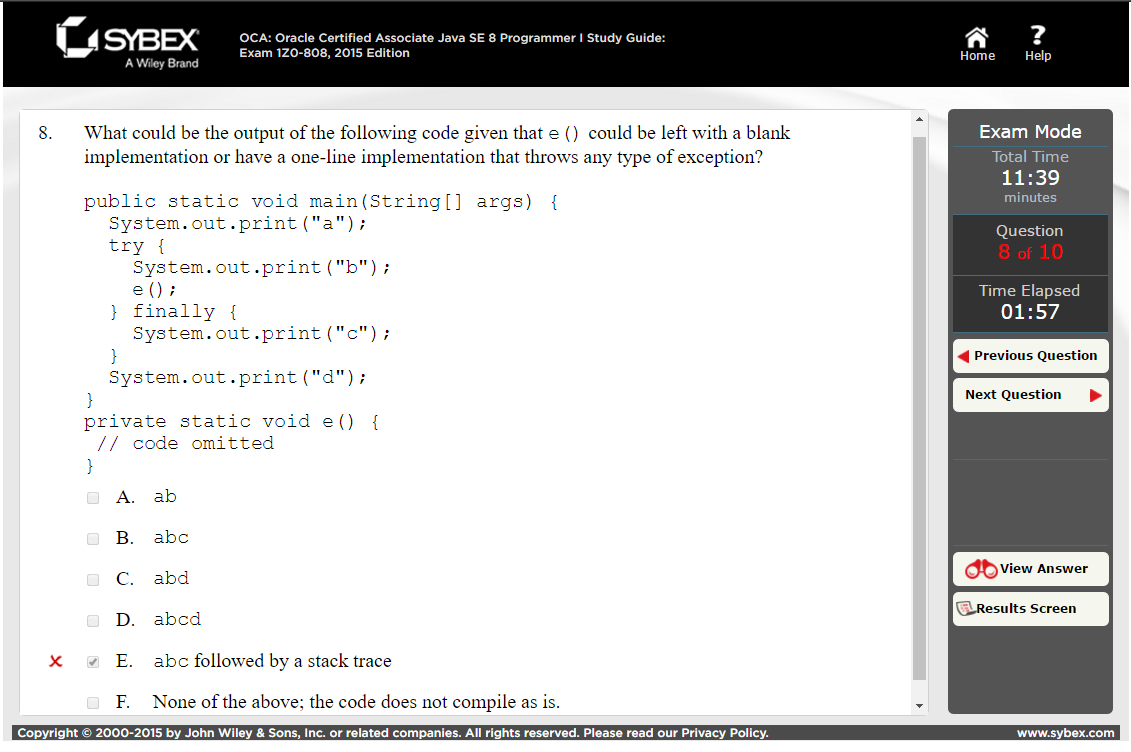 SYBEX
A Wiley Brand
OCA: Oracle Certified Associate Java SE 8 Programmer I Study Guide:
Exam 1Z0-808, 2015 Edition
Home
?
Help
8. What could be the output of the following code given that e() could be left with a blank
implementation or have a one-line implementation that throws any type of exception?
public static void main(String[] args) {
  System.out.print("a");
  try {
    System.out.print("b");
    e();
  } finally {
    System.out.print("c");
  }
  System.out.print("d");
}
private static void e() {
 // code omitted
}
A. ab
B. abc
C. abd
D. abcd
E. abc followed by a stack trace
F. None of the above; the code does not compile as is.
Exam Mode
Total Time
11:39
minutes
Question
8 of 10
Time Elapsed
01:57
Previous Question
Next Question
View Answer
Results Screen
Copyright © 2000-2015 by John Wiley & Sons, Inc. or related companies. All rights reserved. Please read our Privacy Policy.
www.sybex.com